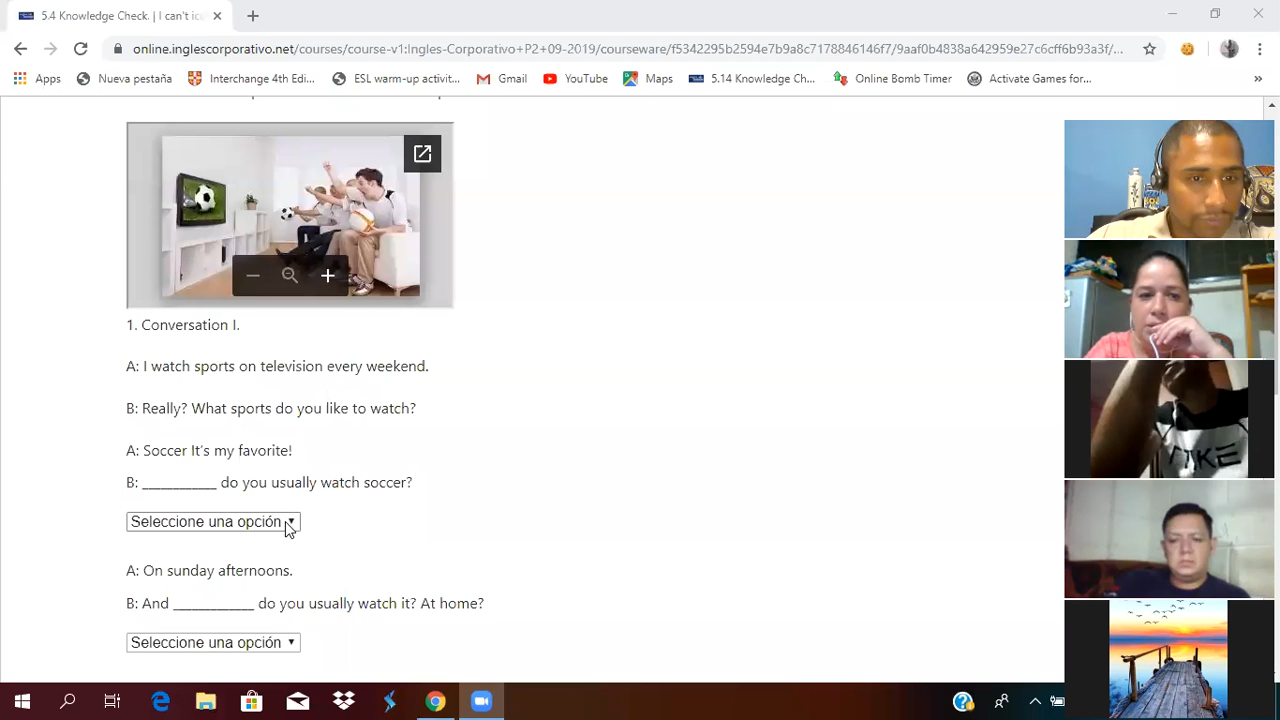 5.4 Knowledge Check. | I can't ic
online.inglescorporativo.net/courses/course-v1:Ingles-Corporativo+P2+09-2019/courseware/f5342295b2594e7b9a8c7178846146f7/9aaf0b4838a642959e27c6cff6b93a3f/...
Apps Nueva pestaña Interchange 4th Edi... ESL warm-up activit... Gmail YouTube Maps 5.14 Knowledge Ch... Online Bomb Timer Activate Games for... »
1. Conversation I.
A: I watch sports on television every weekend.
B: Really? What sports do you like to watch?
A: Soccer It's my favorite!
B: ____________ do you usually watch soccer?
Seleccione una opción
A: On sunday afternoons.
B: And _____________ do you usually watch it? At home?
Seleccione una opción